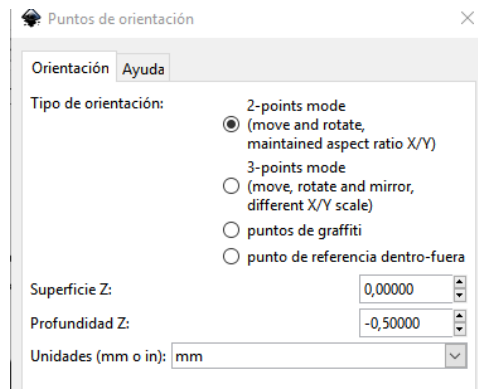 Puntos de orientación
Orientación Ayuda
Tipo de orientación:
2-points mode
(move and rotate,
maintained aspect ratio X/Y)
3-points mode
(move, rotate and mirror,
different X/Y scale)
puntos de graffiti
punto de referencia dentro-fuera
Superficie Z: 0,00000
Profundidad Z: -0,50000
Unidades (mm o in): mm